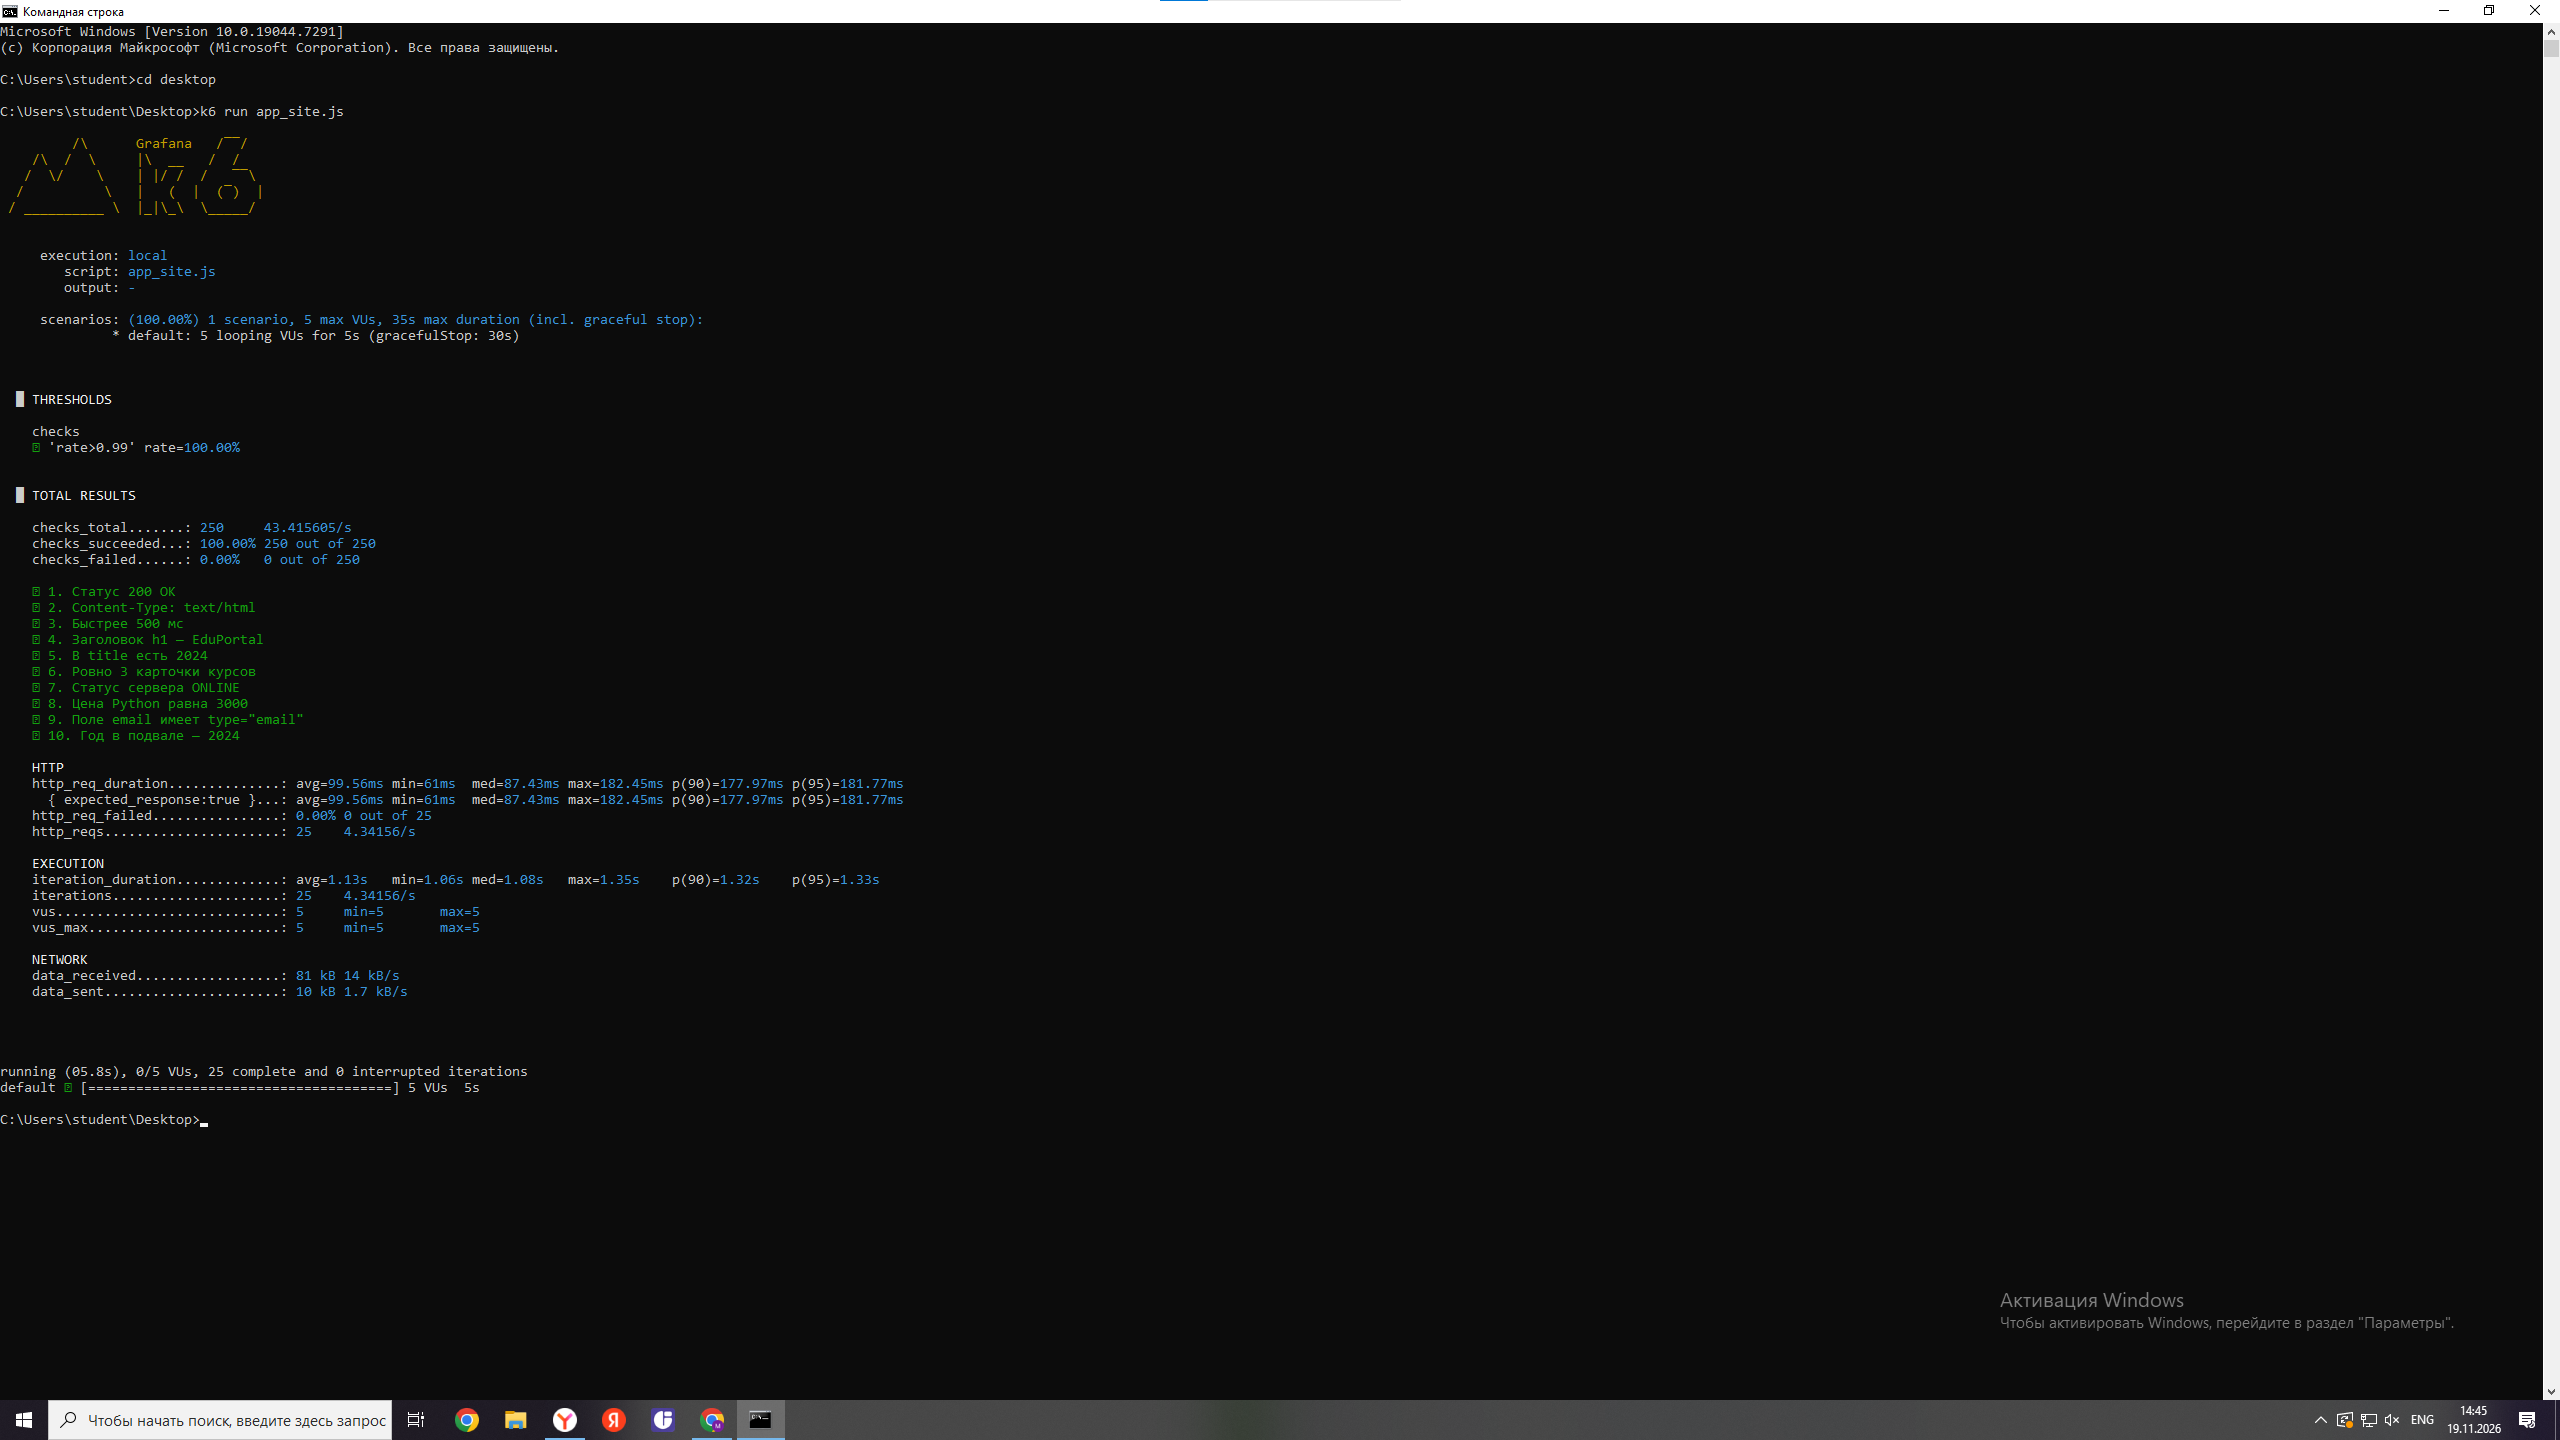 Командная строка
Microsoft Windows [Version 10.0.19044.7291]
(c) Корпорация Майкрософт (Microsoft Corporation). Все права защищены.
C:\Users\student>cd desktop
C:\Users\student\Desktop>k6 run app_site.js
Grafana
execution: local
script: app_site.js
output: -
scenarios: (100.00%) 1 scenario, 5 max VUs, 35s max duration (incl. graceful stop):
* default: 5 looping VUs for 5s (gracefulStop: 30s)
THRESHOLDS
checks
'rate>0.99' rate=100.00%
TOTAL RESULTS
checks_total.......: 250 43.415605/s
checks_succeeded...: 100.00% 250 out of 250
checks_failed......: 0.00% 0 out of 250
1. Статус 200 OK
2. Content-Type: text/html
3. Быстрее 500 мс
4. Заголовок h1 — EduPortal
5. В title есть 2024
6. Ровно 3 карточки курсов
7. Статус сервера ONLINE
8. Цена Python равна 3000
9. Поле email имеет type="email"
10. Год в подвале — 2024
HTTP
http_req_duration..............: avg=99.56ms min=61ms med=87.43ms max=182.45ms p(90)=177.97ms p(95)=181.77ms
{ expected_response:true }...: avg=99.56ms min=61ms med=87.43ms max=182.45ms p(90)=177.97ms p(95)=181.77ms
http_req_failed................: 0.00% 0 out of 25
http_reqs......................: 25 4.34156/s
EXECUTION
iteration_duration.............: avg=1.13s min=1.06s med=1.08s max=1.35s p(90)=1.32s p(95)=1.33s
iterations.....................: 25 4.34156/s
vus............................: 5 min=5 max=5
vus_max........................: 5 min=5 max=5
NETWORK
data_received..................: 81 kB 14 kB/s
data_sent......................: 10 kB 1.7 kB/s
running (05.8s), 0/5 VUs, 25 complete and 0 interrupted iterations
default [======================================] 5 VUs 5s
C:\Users\student\Desktop>
Активация Windows
Чтобы активировать Windows, перейдите в раздел "Параметры".
Чтобы начать поиск, введите здесь запрос
ENG
14:45
19.11.2026